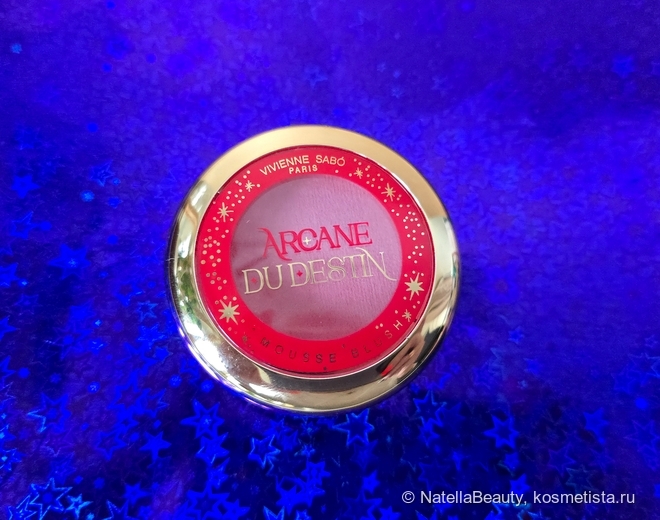 VIVIENNE SABÓ
PARIS
ARCANE
DU DESTIN
MOUSSE BLUSH
© NatellaBeauty, kosmetista.ru